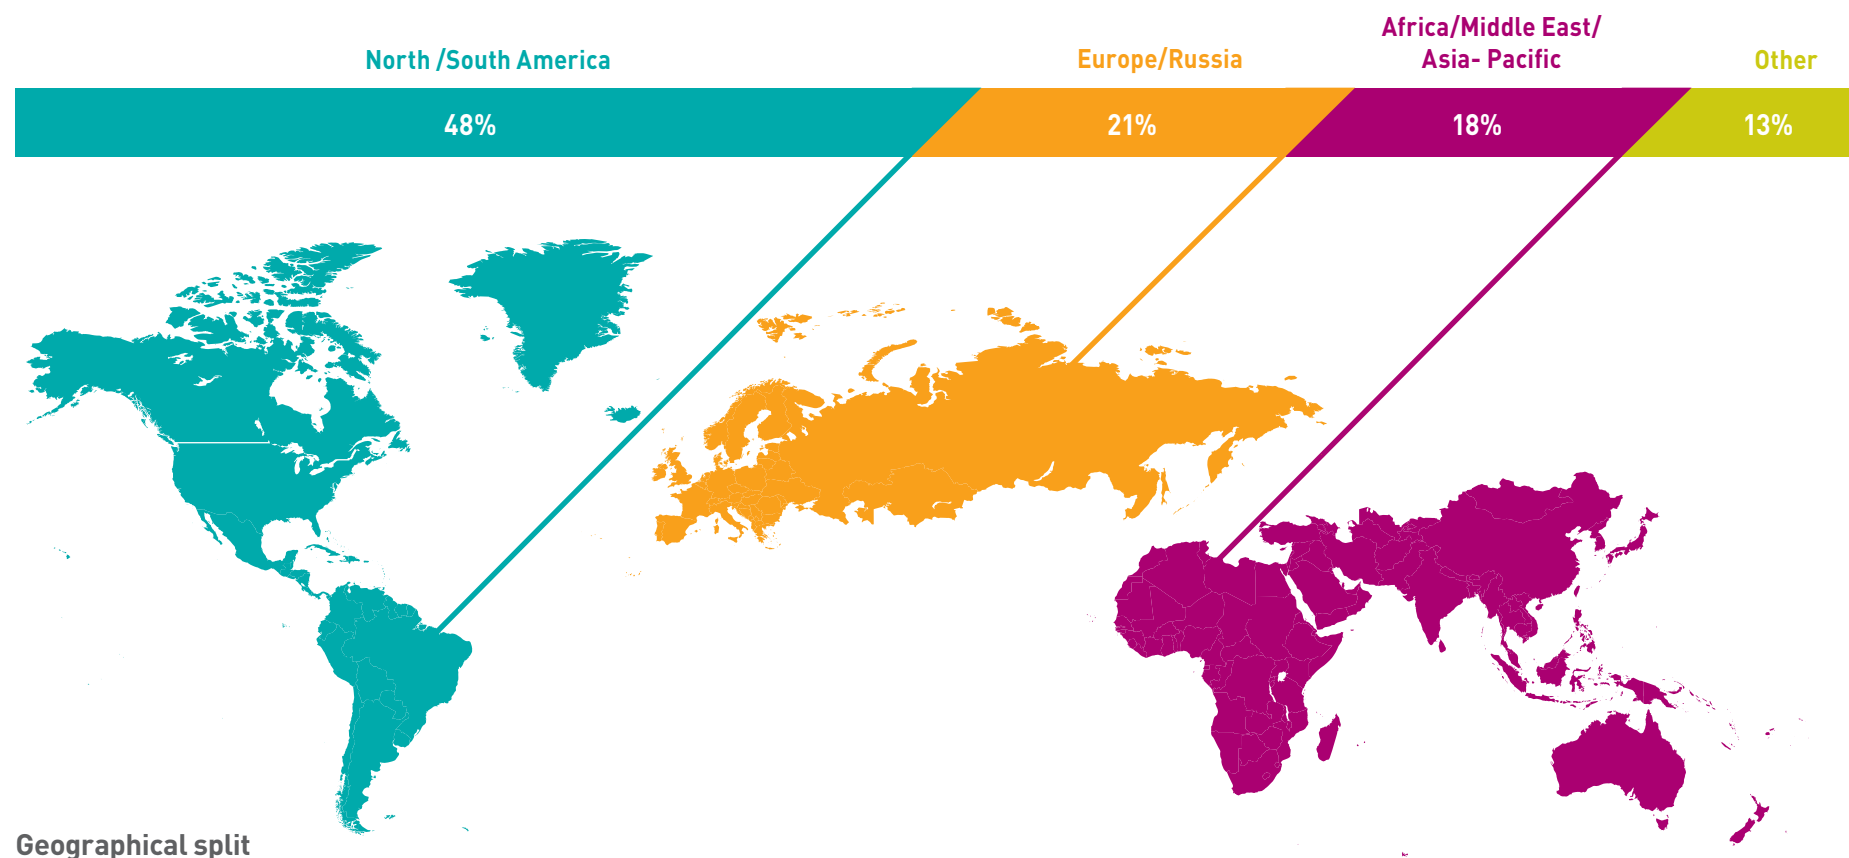 North /South America
Europe/Russia
Africa/Middle East/
Asia- Pacific
Other
48%
21%
18%
13%
Geographical split